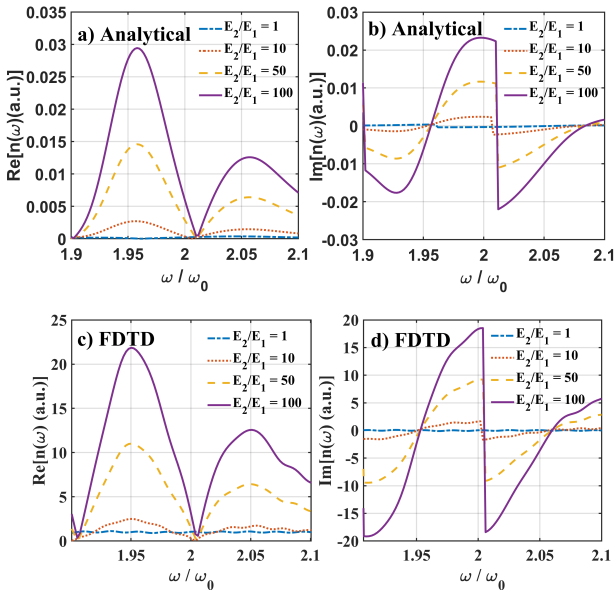 a) Analytical
E2/E1 = 1
E2/E1 = 10
E2/E1 = 50
E2/E1 = 100
Re[n(ω)(a.u.)]
0.035
0.03
0.025
0.02
0.015
0.01
0.005
0
1.9
1.95
2
2.05
2.1
ω / ω0
b) Analytical
E2/E1 = 1
E2/E1 = 10
E2/E1 = 50
E2/E1 = 100
Im[n(ω)(a.u.)]
0.03
0.02
0.01
0
-0.01
-0.02
-0.03
1.9
1.95
2
2.05
2.1
ω / ω0
c) FDTD
E2/E1 = 1
E2/E1 = 10
E2/E1 = 50
E2/E1 = 100
Re[n(ω) (a.u.)]
25
20
15
10
5
0
1.95
2
2.05
2.1
ω / ω0
d) FDTD
E2/E1 = 1
E2/E1 = 10
E2/E1 = 50
E2/E1 = 100
Im[n(ω) (a.u.)]
20
15
10
5
0
-5
-10
-15
-20
1.95
2
2.05
2.1
ω / ω0